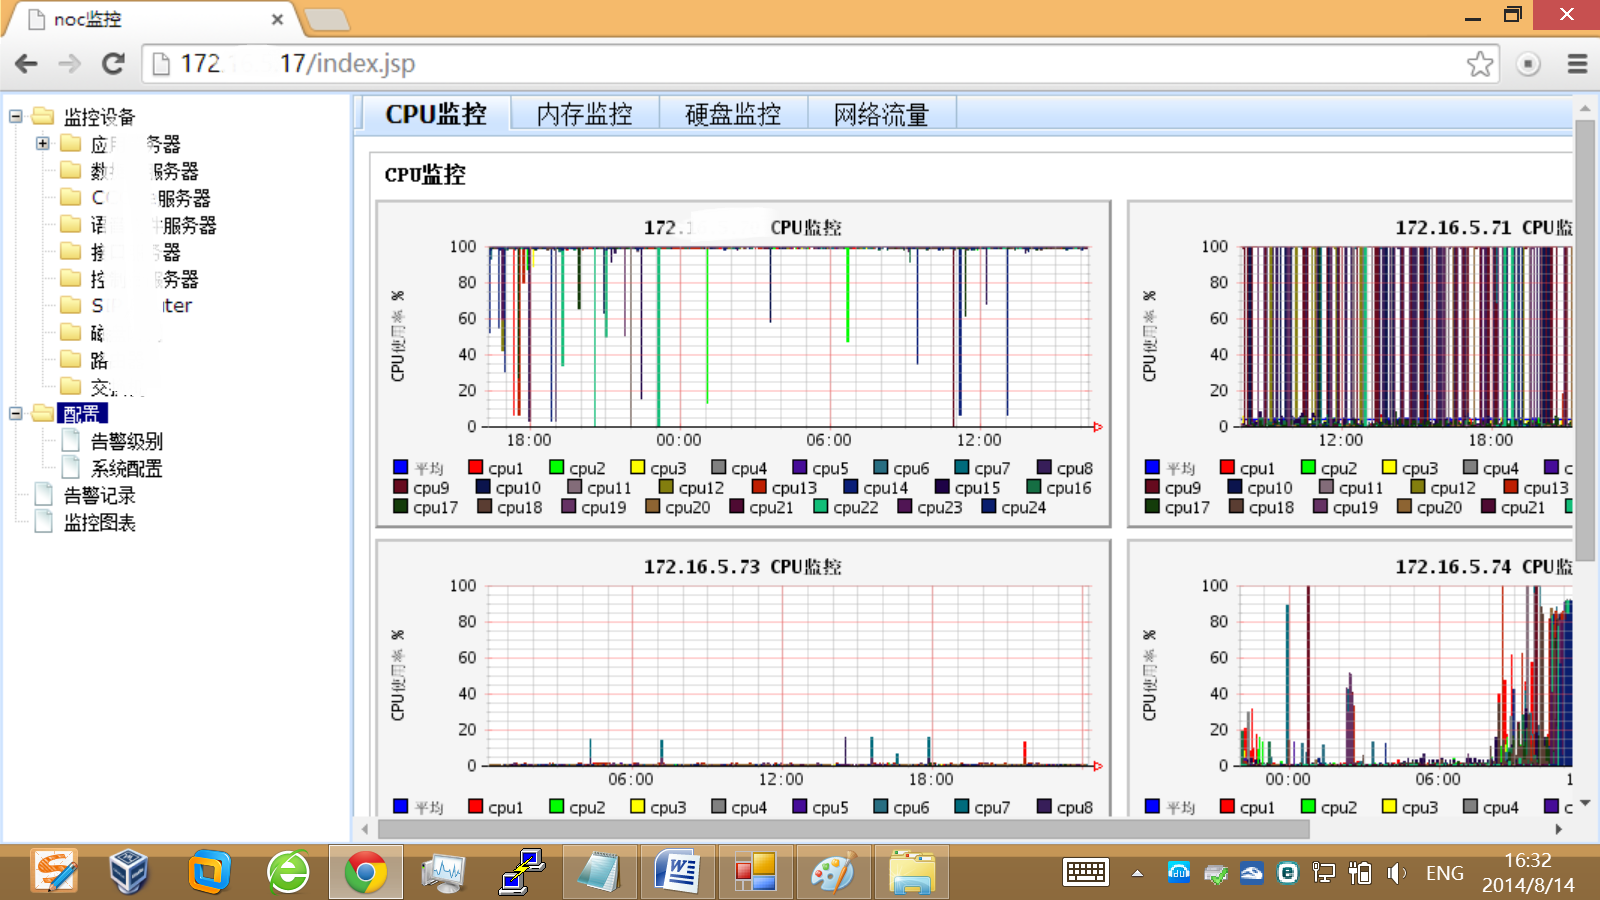 noc监控
172. 17/index.jsp
监控设备
应 务器
数 服务器
服务器
语 服务器
务器
务器
ter
路
配置
告警级别
系统配置
告警记录
监控图表
CPU监控
内存监控
硬盘监控
网络流量
CPU监控
172.1 CPU监控
CPU使用率 %
100
80
60
40
20
0
18:00 00:00 06:00 12:00
平均 cpu1 cpu2 cpu3 cpu4 cpu5 cpu6 cpu7 cpu8
cpu9 cpu10 cpu11 cpu12 cpu13 cpu14 cpu15 cpu16
cpu17 cpu18 cpu19 cpu20 cpu21 cpu22 cpu23 cpu24
172.16.5.71 CPU监
CPU使用率 %
100
80
60
40
20
0
12:00 18:00
平均 cpu1 cpu2 cpu3 cpu4 c
cpu9 cpu10 cpu11 cpu12 cpu13
cpu17 cpu18 cpu19 cpu20 cpu21
172.16.5.73 CPU监控
CPU使用率 %
100
80
60
40
20
0
06:00 12:00 18:00
平均 cpu1 cpu2 cpu3 cpu4 cpu5 cpu6 cpu7 cpu8
172.16.5.74 CPU监
CPU使用率 %
100
80
60
40
20
0
00:00 06:00 1
平均 cpu1 cpu2 cpu3 cpu4 c
ENG
16:32
2014/8/14